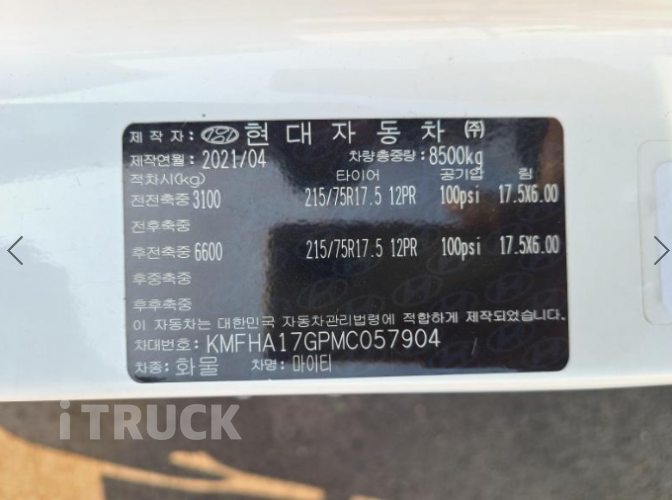 제 작 자 : 현 대 자 동 차 ㈜
제작연월 : 2021/04 차량총중량 : 8500kg
적차시(kg) 타이어 공기압 림
전전축중 3100 215/75R17.5 12PR 100psi 17.5X6.00
전후축중
후전축중 6600 215/75R17.5 12PR 100psi 17.5X6.00
후중축중
후후축중
이 자동차는 대한민국 자동차관리법령에 적합하게 제작되었습니다.
차대번호: KMFHA17GPMC057904
차종: 화물 차명: 마이티
iTRUCK